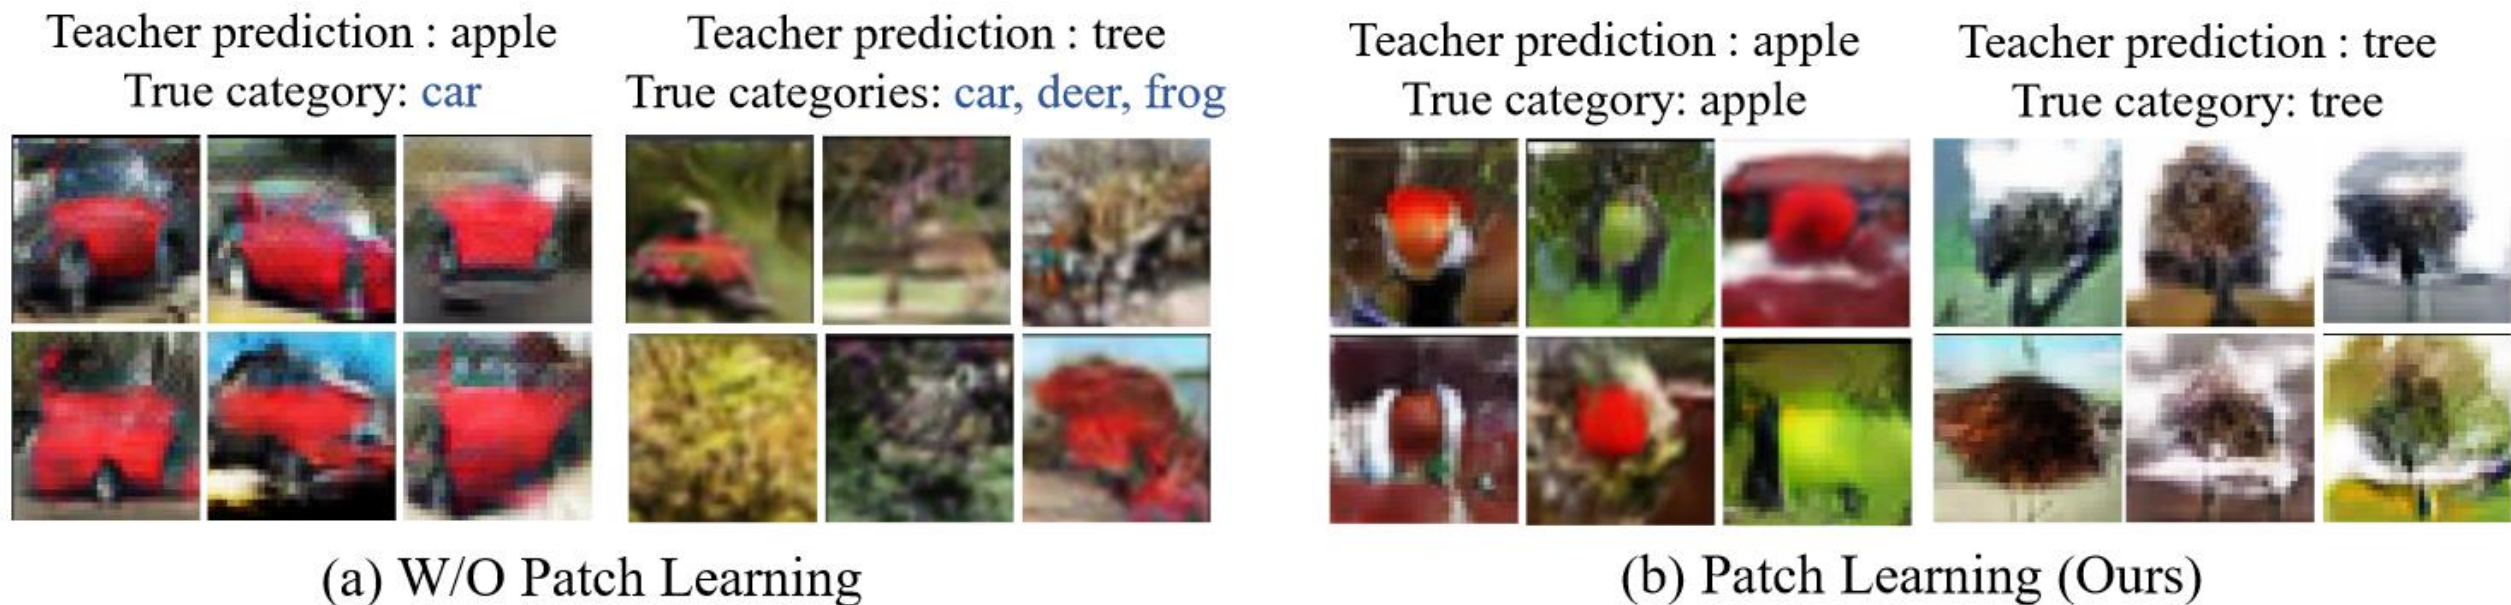 Teacher prediction : apple
True category: car
Teacher prediction : tree
True categories: car, deer, frog
(a) W/O Patch Learning
Teacher prediction : apple
True category: apple
Teacher prediction : tree
True category: tree
(b) Patch Learning (Ours)